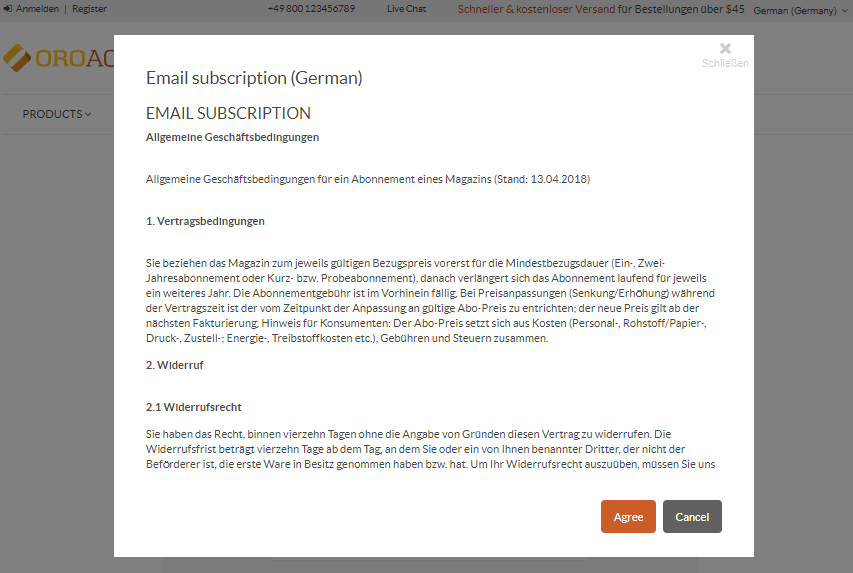 Anmelden | Register
+49 800 123456789
Live Chat
Schneller & kostenloser Versand für Bestellungen über $45
German (Germany)
OROAC
Schließen
PRODUCTS
Email subscription (German)
EMAIL SUBSCRIPTION
Allgemeine Geschäftsbedingungen
Allgemeine Geschäftsbedingungen für ein Abonnement eines Magazins (Stand: 13.04.2018)
1. Vertragsbedingungen
Sie beziehen das Magazin zum jeweils gültigen Bezugspreis vorerst für die Mindestbezugsdauer (Ein-, Zwei-
Jahresabonnement oder Kurz- bzw. Probeabonnement), danach verlängert sich das Abonnement laufend für jeweils
ein weiteres Jahr. Die Abonnementgebühr ist im Vorhinein fällig. Bei Preisanpassungen (Senkung/Erhöhung) während
der Vertragszeit ist der vom Zeitpunkt der Anpassung an gültige Abo-Preis zu entrichten; der neue Preis gilt ab der
nächsten Fakturierung. Hinweis für Konsumenten: Der Abo-Preis setzt sich aus Kosten (Personal-, Rohstoff/Papier-,
Druck-, Zustell-; Energie-, Treibstoffkosten etc.), Gebühren und Steuern zusammen.
2. Widerruf
2.1 Widerrufsrecht
Sie haben das Recht, binnen vierzehn Tagen ohne die Angabe von Gründen diesen Vertrag zu widerrufen. Die
Widerrufsfrist beträgt vierzehn Tage ab dem Tag, an dem Sie oder ein von Ihnen benannter Dritter, der nicht der
Beförderer ist, die erste Ware in Besitz genommen haben bzw. hat. Um Ihr Widerrufsrecht auszuüben, müssen Sie uns
Agree
Cancel